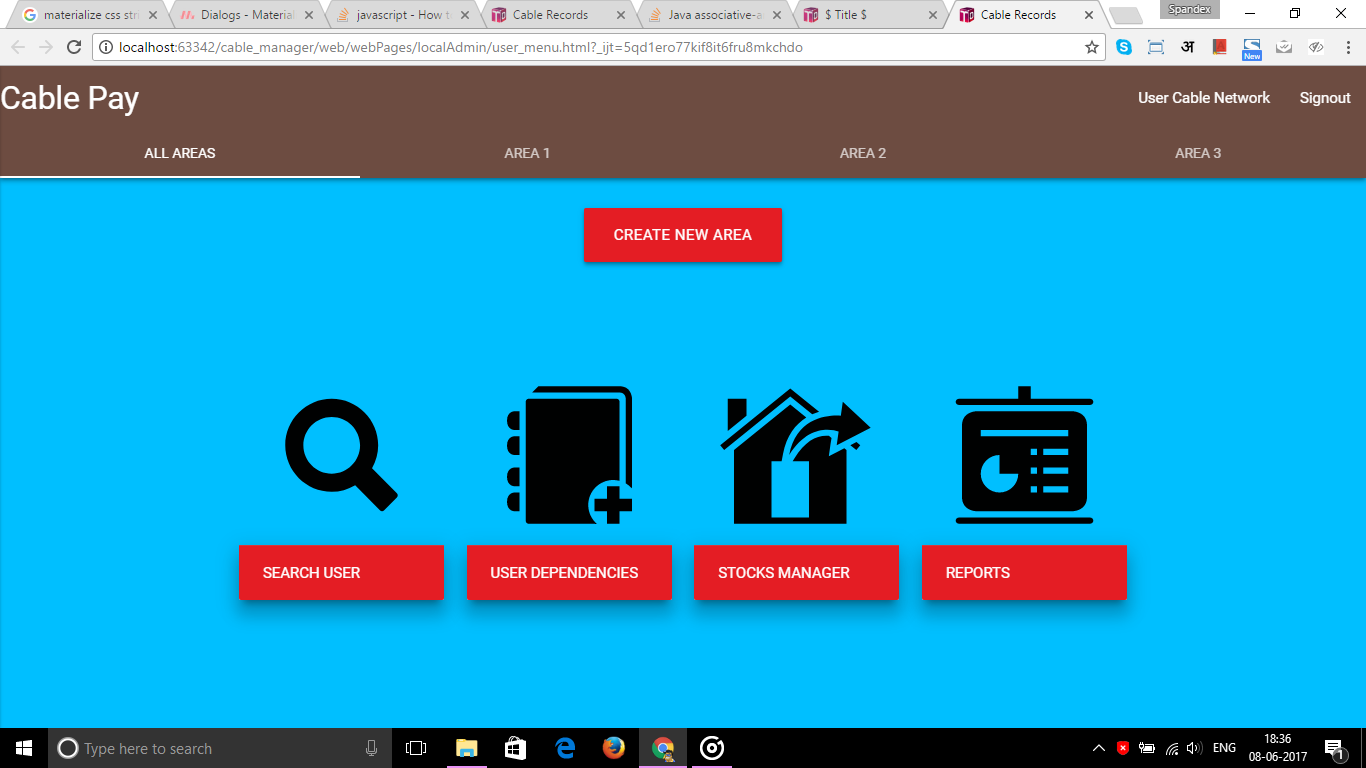 Spandex
materialize css str
Dialogs - Material
javascript - How to
Cable Records
Java associative-a
$ Title $
Cable Records
localhost:63342/cable_manager/web/webPages/localAdmin/user_menu.html?_ijt=5qd1ero77kif8it6fru8mkchdo
अ
New
Cable Pay
User Cable Network
Signout
ALL AREAS
AREA 1
AREA 2
AREA 3
CREATE NEW AREA
SEARCH USER
USER DEPENDENCIES
STOCKS MANAGER
REPORTS
Type here to search
ENG
18:36
08-06-2017
1